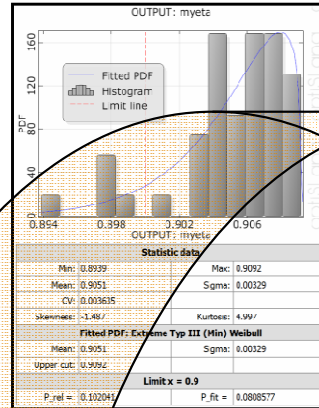 OUTPUT: myeta
PDF
160
120
80
40
0
Fitted PDF
Histogram
Limit line
0.894 0.898 0.902 0.906
OUTPUT: myeta
Statistic data
Min: 0.8939 Max: 0.9092
Mean: 0.9051 Sigma: 0.00329
CV: 0.003635
Skewness: -1.487 Kurtosis: 4.997
Fitted PDF: Extreme Typ III (Min) Weibull
Mean: 0.9051 Sigma: 0.00329
Upper cut: 0.9092
Limit x = 0.9
P_rel = 0.102041 P_fit = 0.0808577